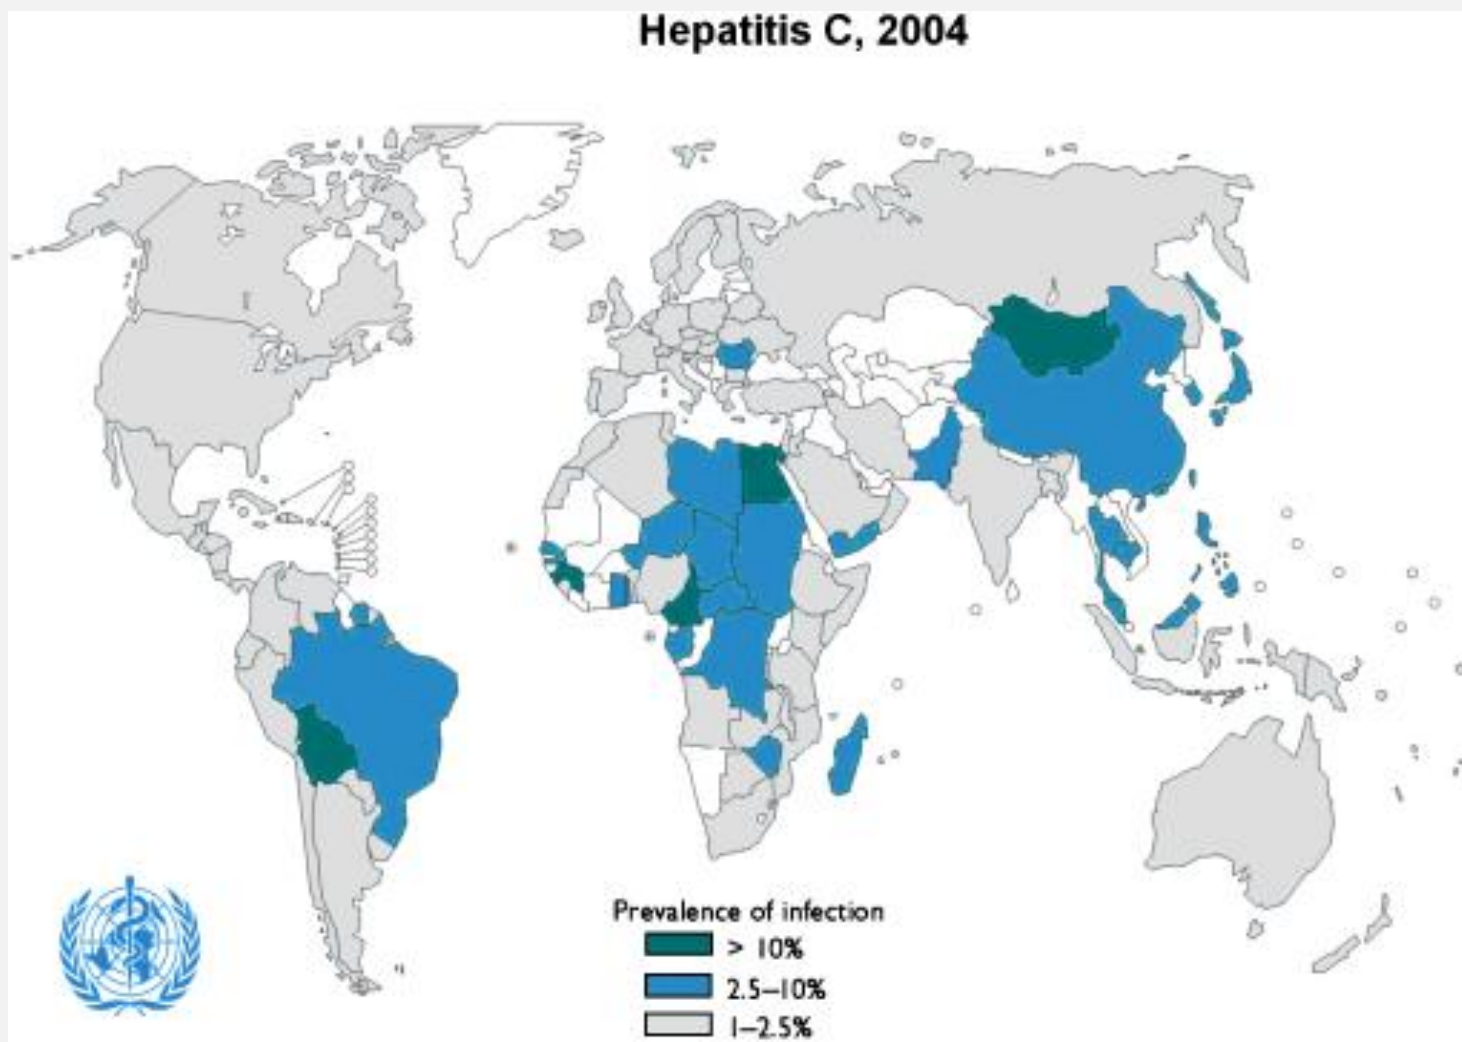 Hepatitis C, 2004
Prevalence of infection
> 10%
2.5–10%
1–2.5%